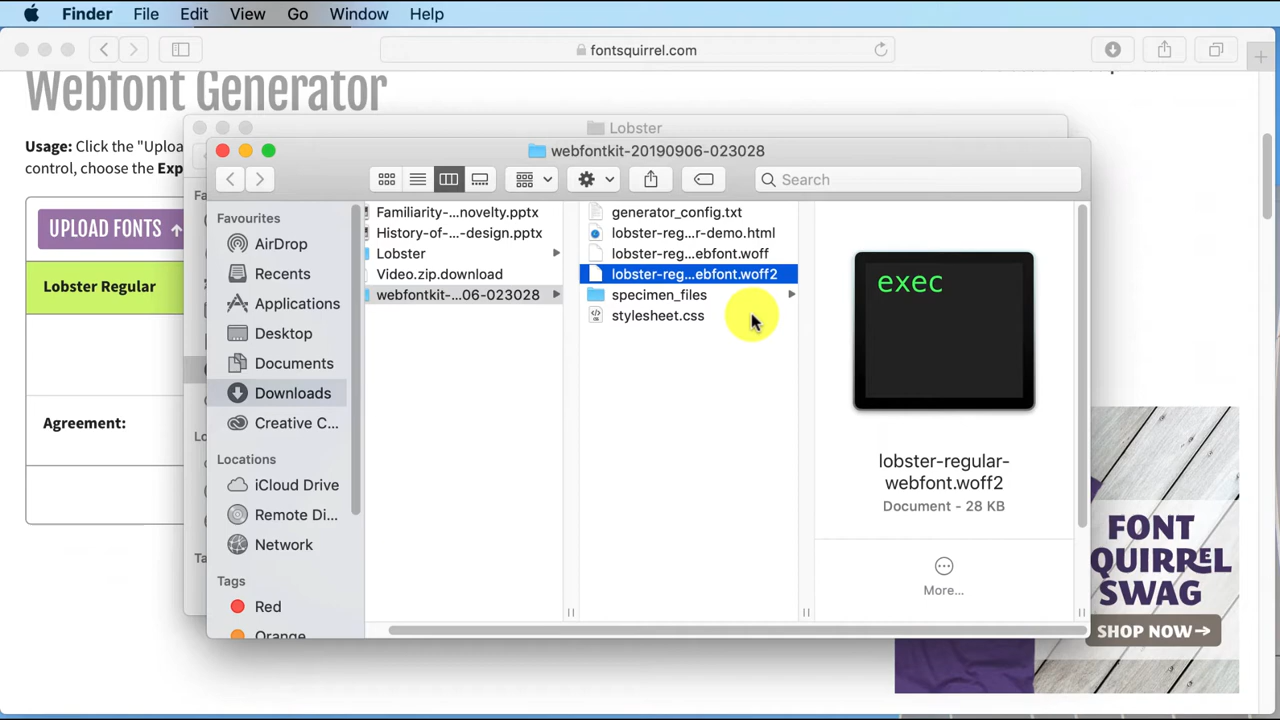 Finder File Edit View Go Window Help
fontsquirrel.com
Webfont Generator
Usage: Click the "Uploa
control, choose the Exp
Lobster
webfontkit-20190906-023028
Search
UPLOAD FONTS
Lobster Regular
Agreement:
Fa
Lo
Ta
Favourites
AirDrop
Recents
Applications
Desktop
Documents
Downloads
Creative C...
Locations
iCloud Drive
Remote Di...
Network
Tags
Red
Orange
Familiarity-...novelty.pptx
History-of-...-design.pptx
Lobster
Video.zip.download
webfontkit-...06-023028
generator_config.txt
lobster-reg...r-demo.html
lobster-reg...ebfont.woff
lobster-reg...ebfont.woff2
specimen_files
stylesheet.css
exec
lobster-regular-
webfont.woff2
Document - 28 KB
More...
FONT
SQUIRREL
SWAG
SHOP NOW